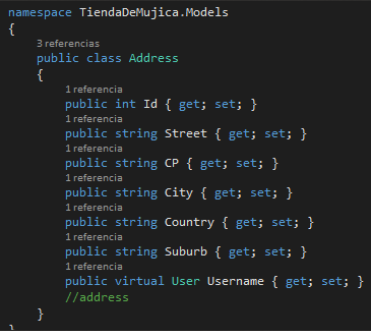 namespace TiendaDeMujica.Models
{
3 referencias
public class Address
{
1 referencia
public int Id { get; set; }
1 referencia
public string Street { get; set; }
1 referencia
public string CP { get; set; }
1 referencia
public string City { get; set; }
1 referencia
public string Country { get; set; }
1 referencia
public string Suburb { get; set; }
1 referencia
public virtual User Username { get; set; }
//address
}
}